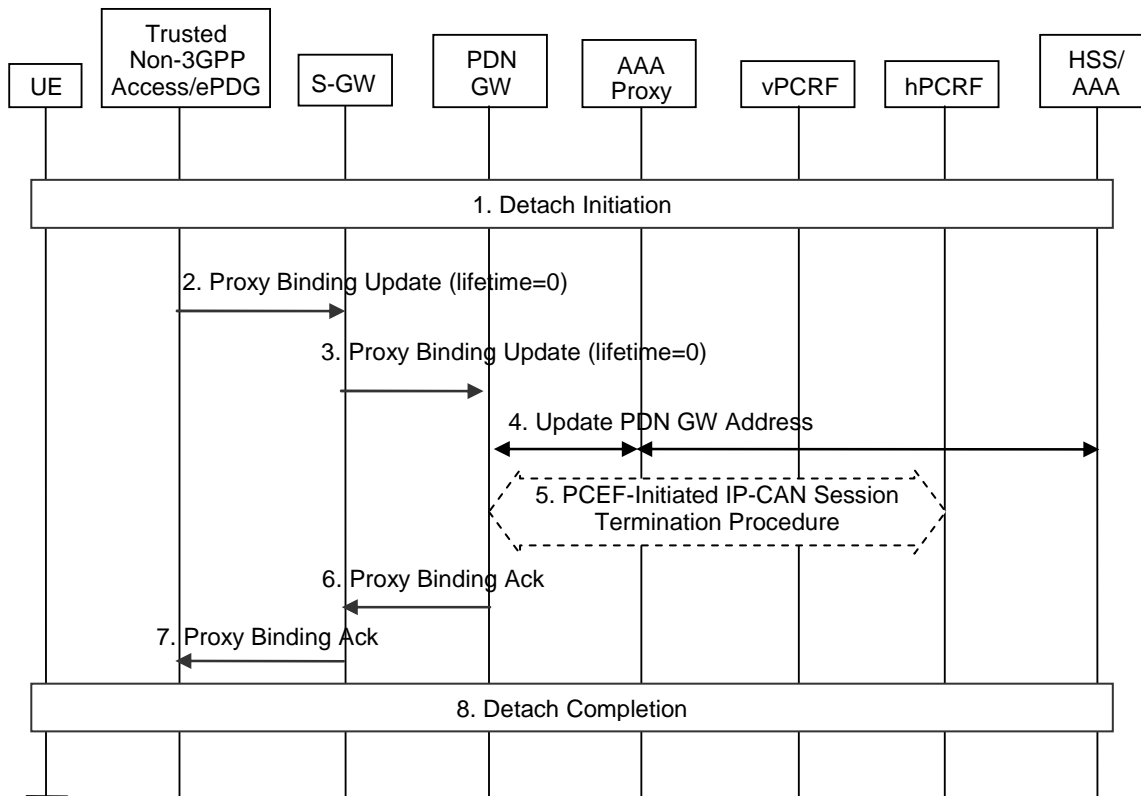 UE
Trusted
Non-3GPP
Access/ePDG
S-GW
PDN
GW
AAA
Proxy
vPCRF
hPCRF
HSS/
AAA
1. Detach Initiation
2. Proxy Binding Update (lifetime=0)
3. Proxy Binding Update (lifetime=0)
4. Update PDN GW Address
5. PCEF-Initiated IP-CAN Session
Termination Procedure
6. Proxy Binding Ack
7. Proxy Binding Ack
8. Detach Completion